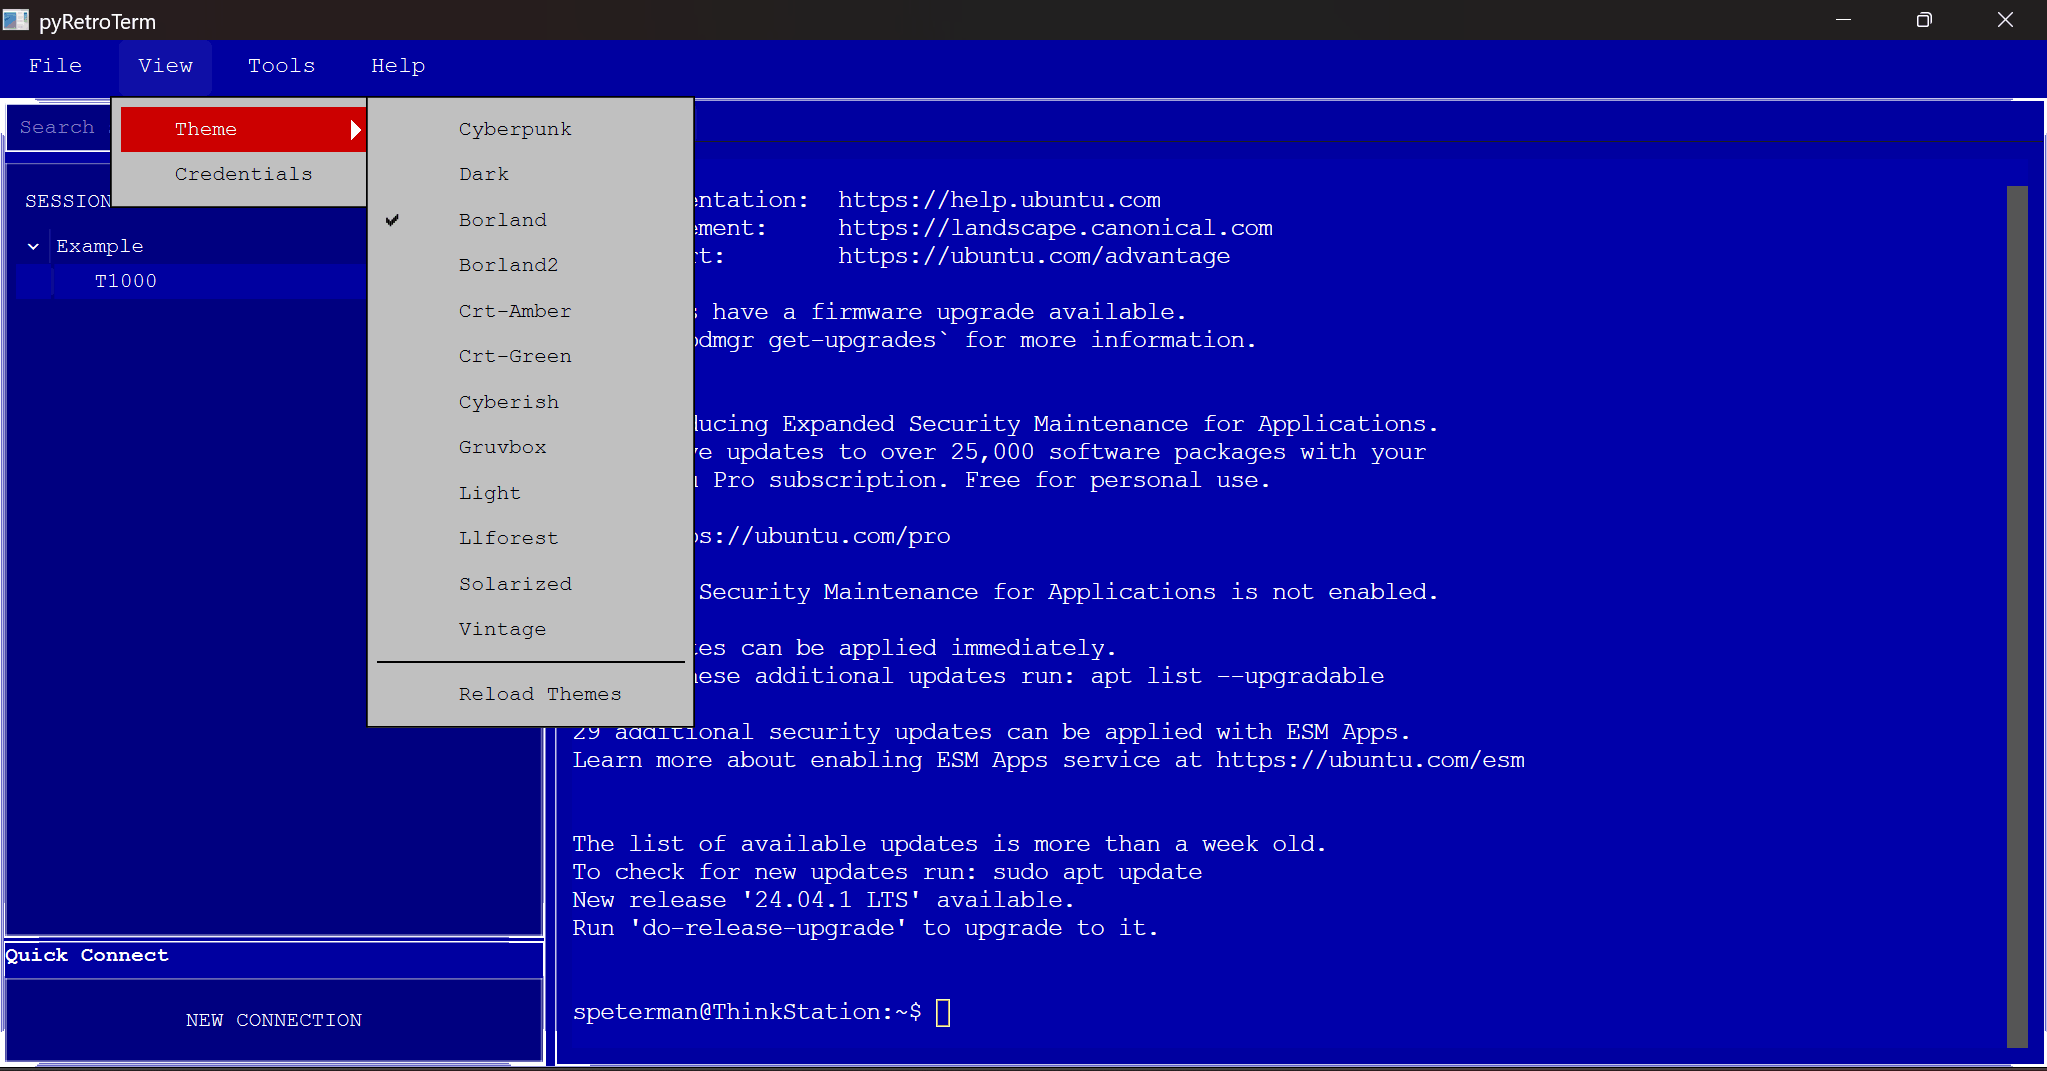 pyRetroTerm
File View Tools Help
Search
Theme
Credentials
SESSION
Example
T1000
Cyberpunk
Dark
Borland
Borland2
Crt-Amber
Crt-Green
Cyberish
Gruvbox
Light
Llforest
Solarized
Vintage
Reload Themes
Quick Connect
NEW CONNECTION
https://help.ubuntu.com
https://landscape.canonical.com
https://ubuntu.com/advantage
have a firmware upgrade available.
get-upgrades` for more information.
Expanded Security Maintenance for Applications.
updates to over 25,000 software packages with your
Pro subscription. Free for personal use.
s://ubuntu.com/pro
Security Maintenance for Applications is not enabled.
can be applied immediately.
additional updates run: apt list --upgradable
29 additional security updates can be applied with ESM Apps.
Learn more about enabling ESM Apps service at https://ubuntu.com/esm
The list of available updates is more than a week old.
To check for new updates run: sudo apt update
New release '24.04.1 LTS' available.
Run 'do-release-upgrade' to upgrade to it.
speterman@ThinkStation:~$